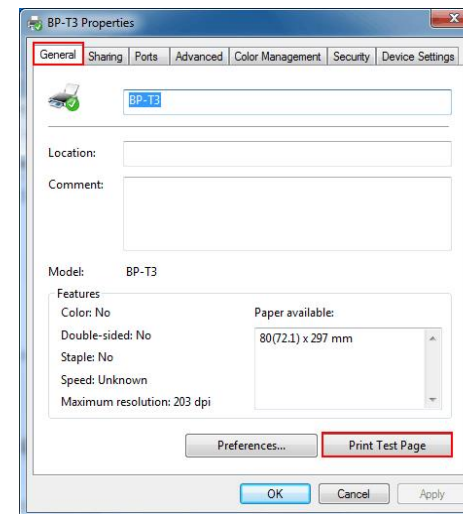 BP-T3 Properties
General Sharing Ports Advanced Color Management Security Device Settings
BP-T3
Location:
Comment:
Model: BP-T3
Features
Color: No
Paper available:
Double-sided: No
80(72.1) x 297 mm
Staple: No
Speed: Unknown
Maximum resolution: 203 dpi
Preferences... Print Test Page
OK Cancel Apply